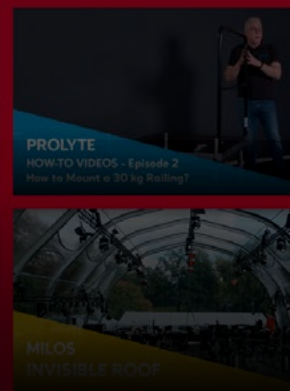 PROLYTE
HOW-TO VIDEOS - Episode 2
How to Mount a 30 kg Railing?
MILOS
INVISIBLE ROOF